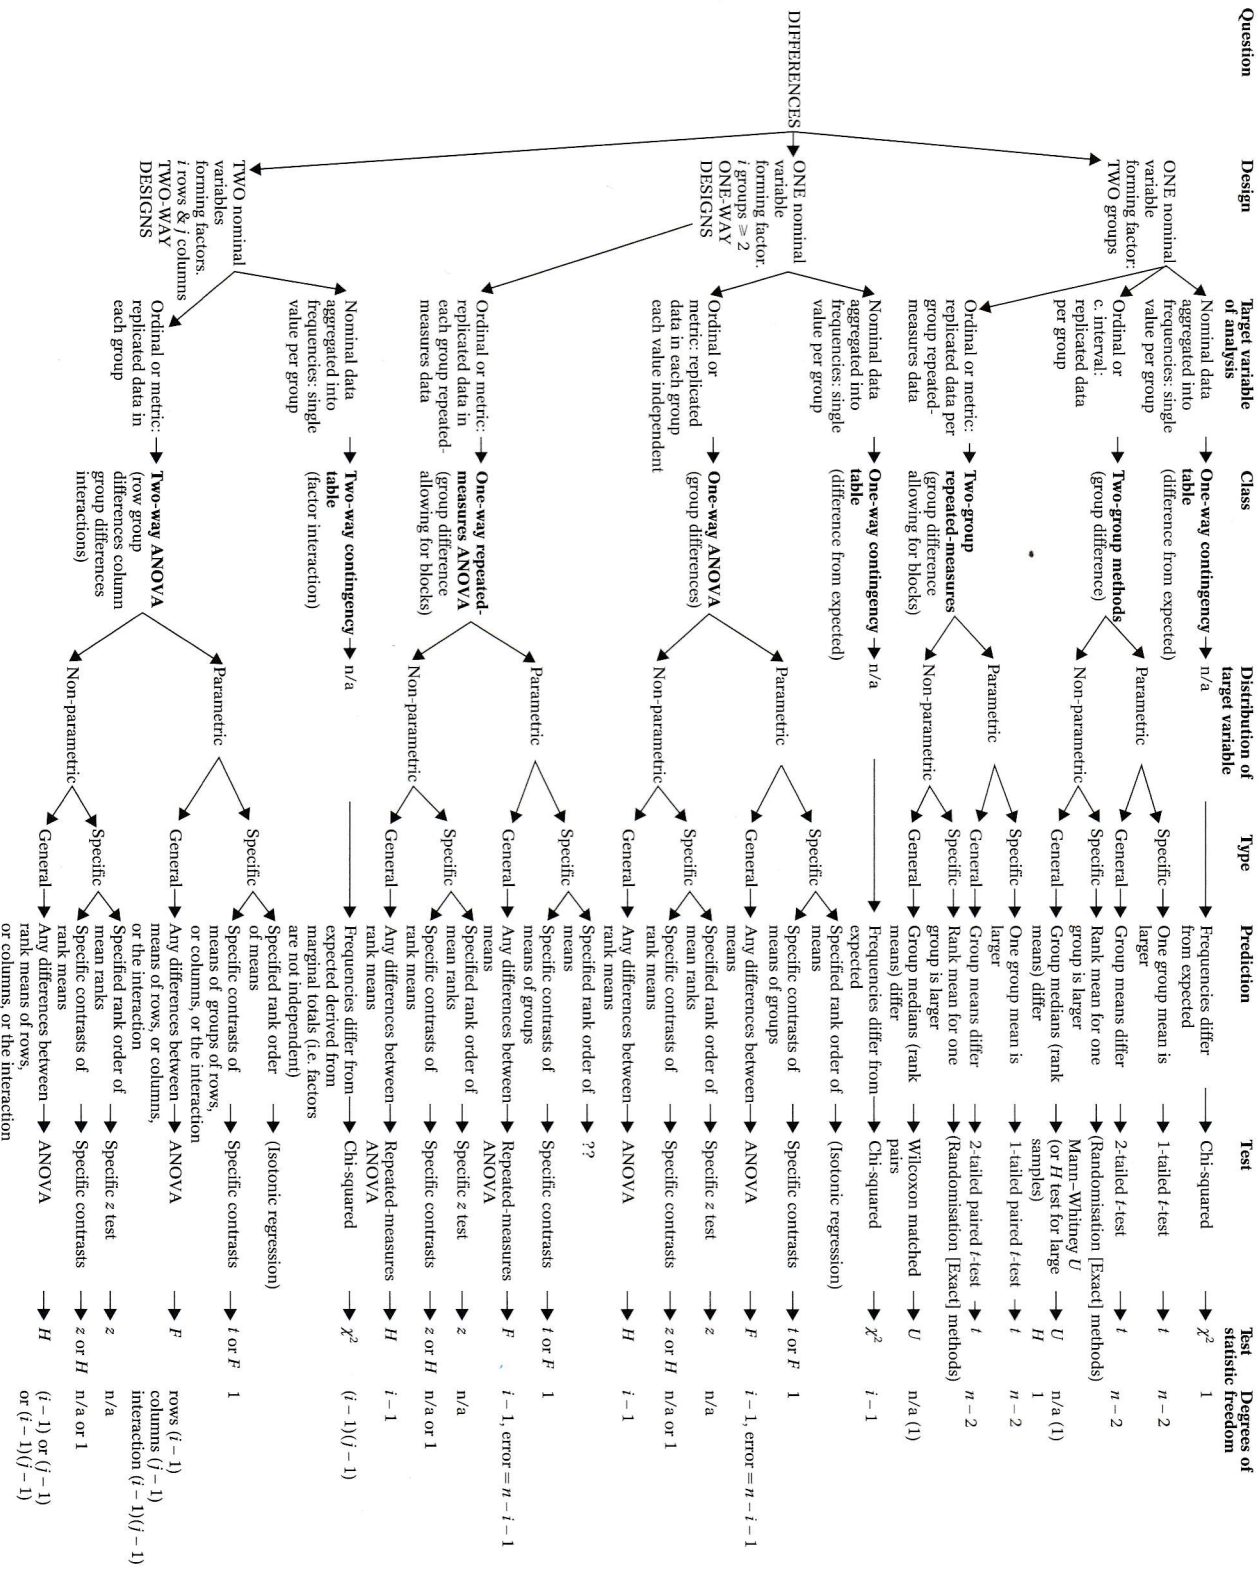 Question
Design
Target variable
of analysis
Class
Distribution of
target variable
Type
Prediction
Test
Test
statistic
Degrees of
freedom
DIFFERENCES
ONE nominal
variable
forming factor:
TWO groups
Nominal data
aggregated into
frequencies: single
value per group
One-way contingency
table
(difference from expected)
n/a
Frequencies differ
from expected
Chi-squared
χ²
1
Ordinal or
c. interval:
replicated data
per group
Two-group methods
(group difference)
Parametric
Specific
One group mean is
larger
1-tailed t-test
t
n − 2
General
Group means differ
2-tailed t-test
t
n − 2
Non-parametric
Specific
Rank mean for one
group is larger
(Randomisation [Exact] methods)
General
Group medians (rank
means) differ
Mann–Whitney U
(or H test for large
samples)
U
H
n/a (1)
1
Ordinal or metric:
replicated data per
group repeated-
measures data
Two-group
repeated-measures
(group difference
allowing for blocks)
Parametric
Specific
One group mean is
larger
1-tailed paired t-test
t
n − 2
General
Group means differ
2-tailed paired t-test
t
n − 2
Non-parametric
Specific
Rank mean for one
group is larger
(Randomisation [Exact] methods)
General
Group medians (rank
means) differ
Wilcoxon matched
pairs
U
n/a (1)
ONE nominal
variable
forming factor.
i groups ⩾ 2
ONE-WAY
DESIGNS
Nominal data
aggregated into
frequencies: single
value per group
One-way contingency
table
(difference from expected)
n/a
Frequencies differ from
expected
Chi-squared
χ²
i − 1
Ordinal or
metric: replicated
data in each group
each value independent
One-way ANOVA
(group differences)
Parametric
Specific
Specified rank order of
means
(Isotonic regression)
Specific contrasts of
means of groups
Specific contrasts
t or F
1
General
Any differences between
means
ANOVA
F
i − 1, error = n − i − 1
Non-parametric
Specific
Specified rank order of
mean ranks
Specific z test
z
n/a
Specific contrasts of
rank means
Specific contrasts
z or H
n/a or 1
General
Any differences between
rank means
ANOVA
H
i − 1
Ordinal or metric:
replicated data in
each group repeated-
measures data
One-way repeated-
measures ANOVA
(group difference
allowing for blocks)
Parametric
Specific
Specified rank order of
means
??
Specific contrasts of
means of groups
Specific contrasts
t or F
1
General
Any differences between
means
Repeated-measures
ANOVA
F
i − 1, error = n − i − 1
Non-parametric
Specific
Specified rank order of
mean ranks
Specific z test
z
n/a
Specific contrasts of
rank means
Specific contrasts
z or H
n/a or 1
General
Any differences between
rank means
Repeated-measures
ANOVA
H
i − 1
TWO nominal
variables
forming factors.
i rows & j columns
TWO-WAY
DESIGNS
Nominal data
aggregated into
frequencies: single
value per group
Two-way contingency
table
(factor interaction)
n/a
Frequencies differ from
expected derived from
marginal totals (i.e. factors
are not independent)
Chi-squared
χ²
(i − 1)(j − 1)
Ordinal or metric:
replicated data in
each group
Two-way ANOVA
(row group
differences column
group differences
interactions)
Parametric
Specific
Specified rank order
of means
(Isotonic regression)
Specific contrasts of
means of groups of rows,
or columns, or the interaction
Specific contrasts
t or F
1
General
Any differences between
means of rows, or columns,
or the interaction
ANOVA
F
rows (i − 1)
columns (j − 1)
interaction (i − 1)(j − 1)
Non-parametric
Specific
Specified rank order of
mean ranks
Specific z test
z
n/a
Specific contrasts of
rank means
Specific contrasts
z or H
n/a or 1
General
Any differences between
rank means of rows,
or columns, or the interaction
ANOVA
H
(i − 1) or (j − 1)
or (i − 1)(j − 1)